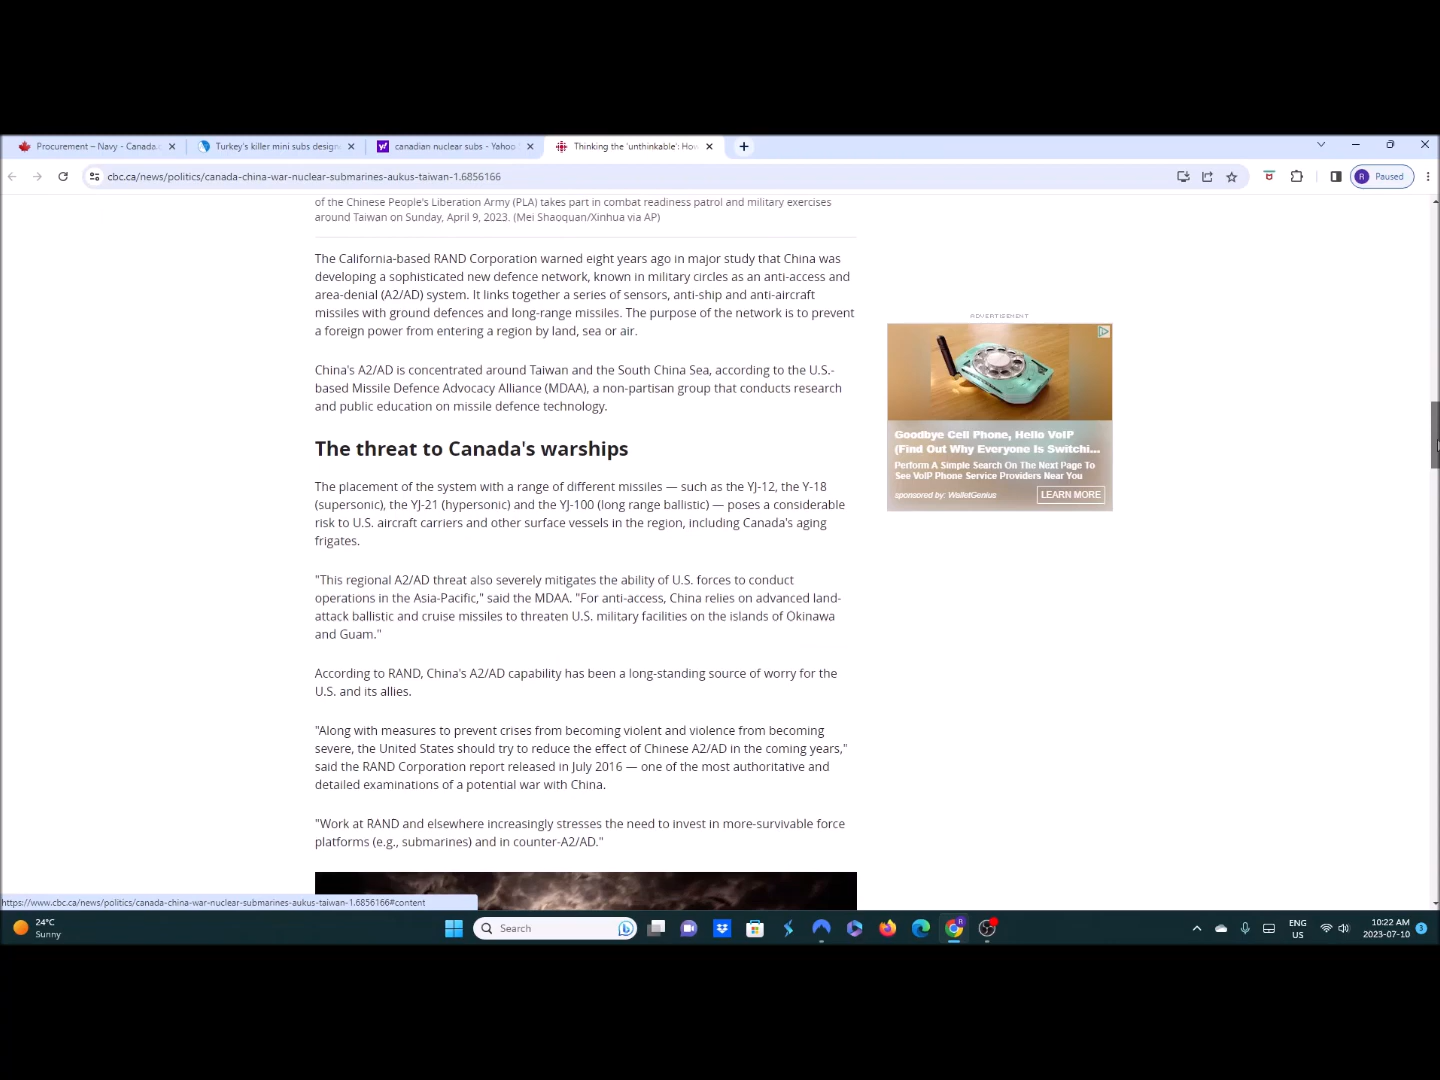 Procurement – Navy - Canada.c
Turkey's killer mini subs design
canadian nuclear subs - Yahoo
Thinking the 'unthinkable': Ho
cbc.ca/news/politics/canada-china-war-nuclear-submarines-aukus-taiwan-1.6856166
R
Paused
of the Chinese People's Liberation Army (PLA) takes part in combat readiness patrol and military exercises
around Taiwan on Sunday, April 9, 2023. (Mei Shaoquan/Xinhua via AP)
The California-based RAND Corporation warned eight years ago in major study that China was
developing a sophisticated new defence network, known in military circles as an anti-access and
area-denial (A2/AD) system. It links together a series of sensors, anti-ship and anti-aircraft
missiles with ground defences and long-range missiles. The purpose of the network is to prevent
a foreign power from entering a region by land, sea or air.
China's A2/AD is concentrated around Taiwan and the South China Sea, according to the U.S.-
based Missile Defence Advocacy Alliance (MDAA), a non-partisan group that conducts research
and public education on missile defence technology.
The threat to Canada's warships
The placement of the system with a range of different missiles — such as the YJ-12, the Y-18
(supersonic), the YJ-21 (hypersonic) and the YJ-100 (long range ballistic) — poses a considerable
risk to U.S. aircraft carriers and other surface vessels in the region, including Canada's aging
frigates.
"This regional A2/AD threat also severely mitigates the ability of U.S. forces to conduct
operations in the Asia-Pacific," said the MDAA. "For anti-access, China relies on advanced land-
attack ballistic and cruise missiles to threaten U.S. military facilities on the islands of Okinawa
and Guam."
According to RAND, China's A2/AD capability has been a long-standing source of worry for the
U.S. and its allies.
"Along with measures to prevent crises from becoming violent and violence from becoming
severe, the United States should try to reduce the effect of Chinese A2/AD in the coming years,"
said the RAND Corporation report released in July 2016 — one of the most authoritative and
detailed examinations of a potential war with China.
"Work at RAND and elsewhere increasingly stresses the need to invest in more-survivable force
platforms (e.g., submarines) and in counter-A2/AD."
ADVERTISEMENT
Goodbye Cell Phone, Hello VoIP
(Find Out Why Everyone Is Switchi...
Perform A Simple Search On The Next Page To
See VoIP Phone Service Providers Near You
sponsored by: WalletGenius
LEARN MORE
https://www.cbc.ca/news/politics/canada-china-war-nuclear-submarines-aukus-taiwan-1.6856166#content
24°C
Sunny
Search
ENG
US
10:22 AM
2023-07-10
3